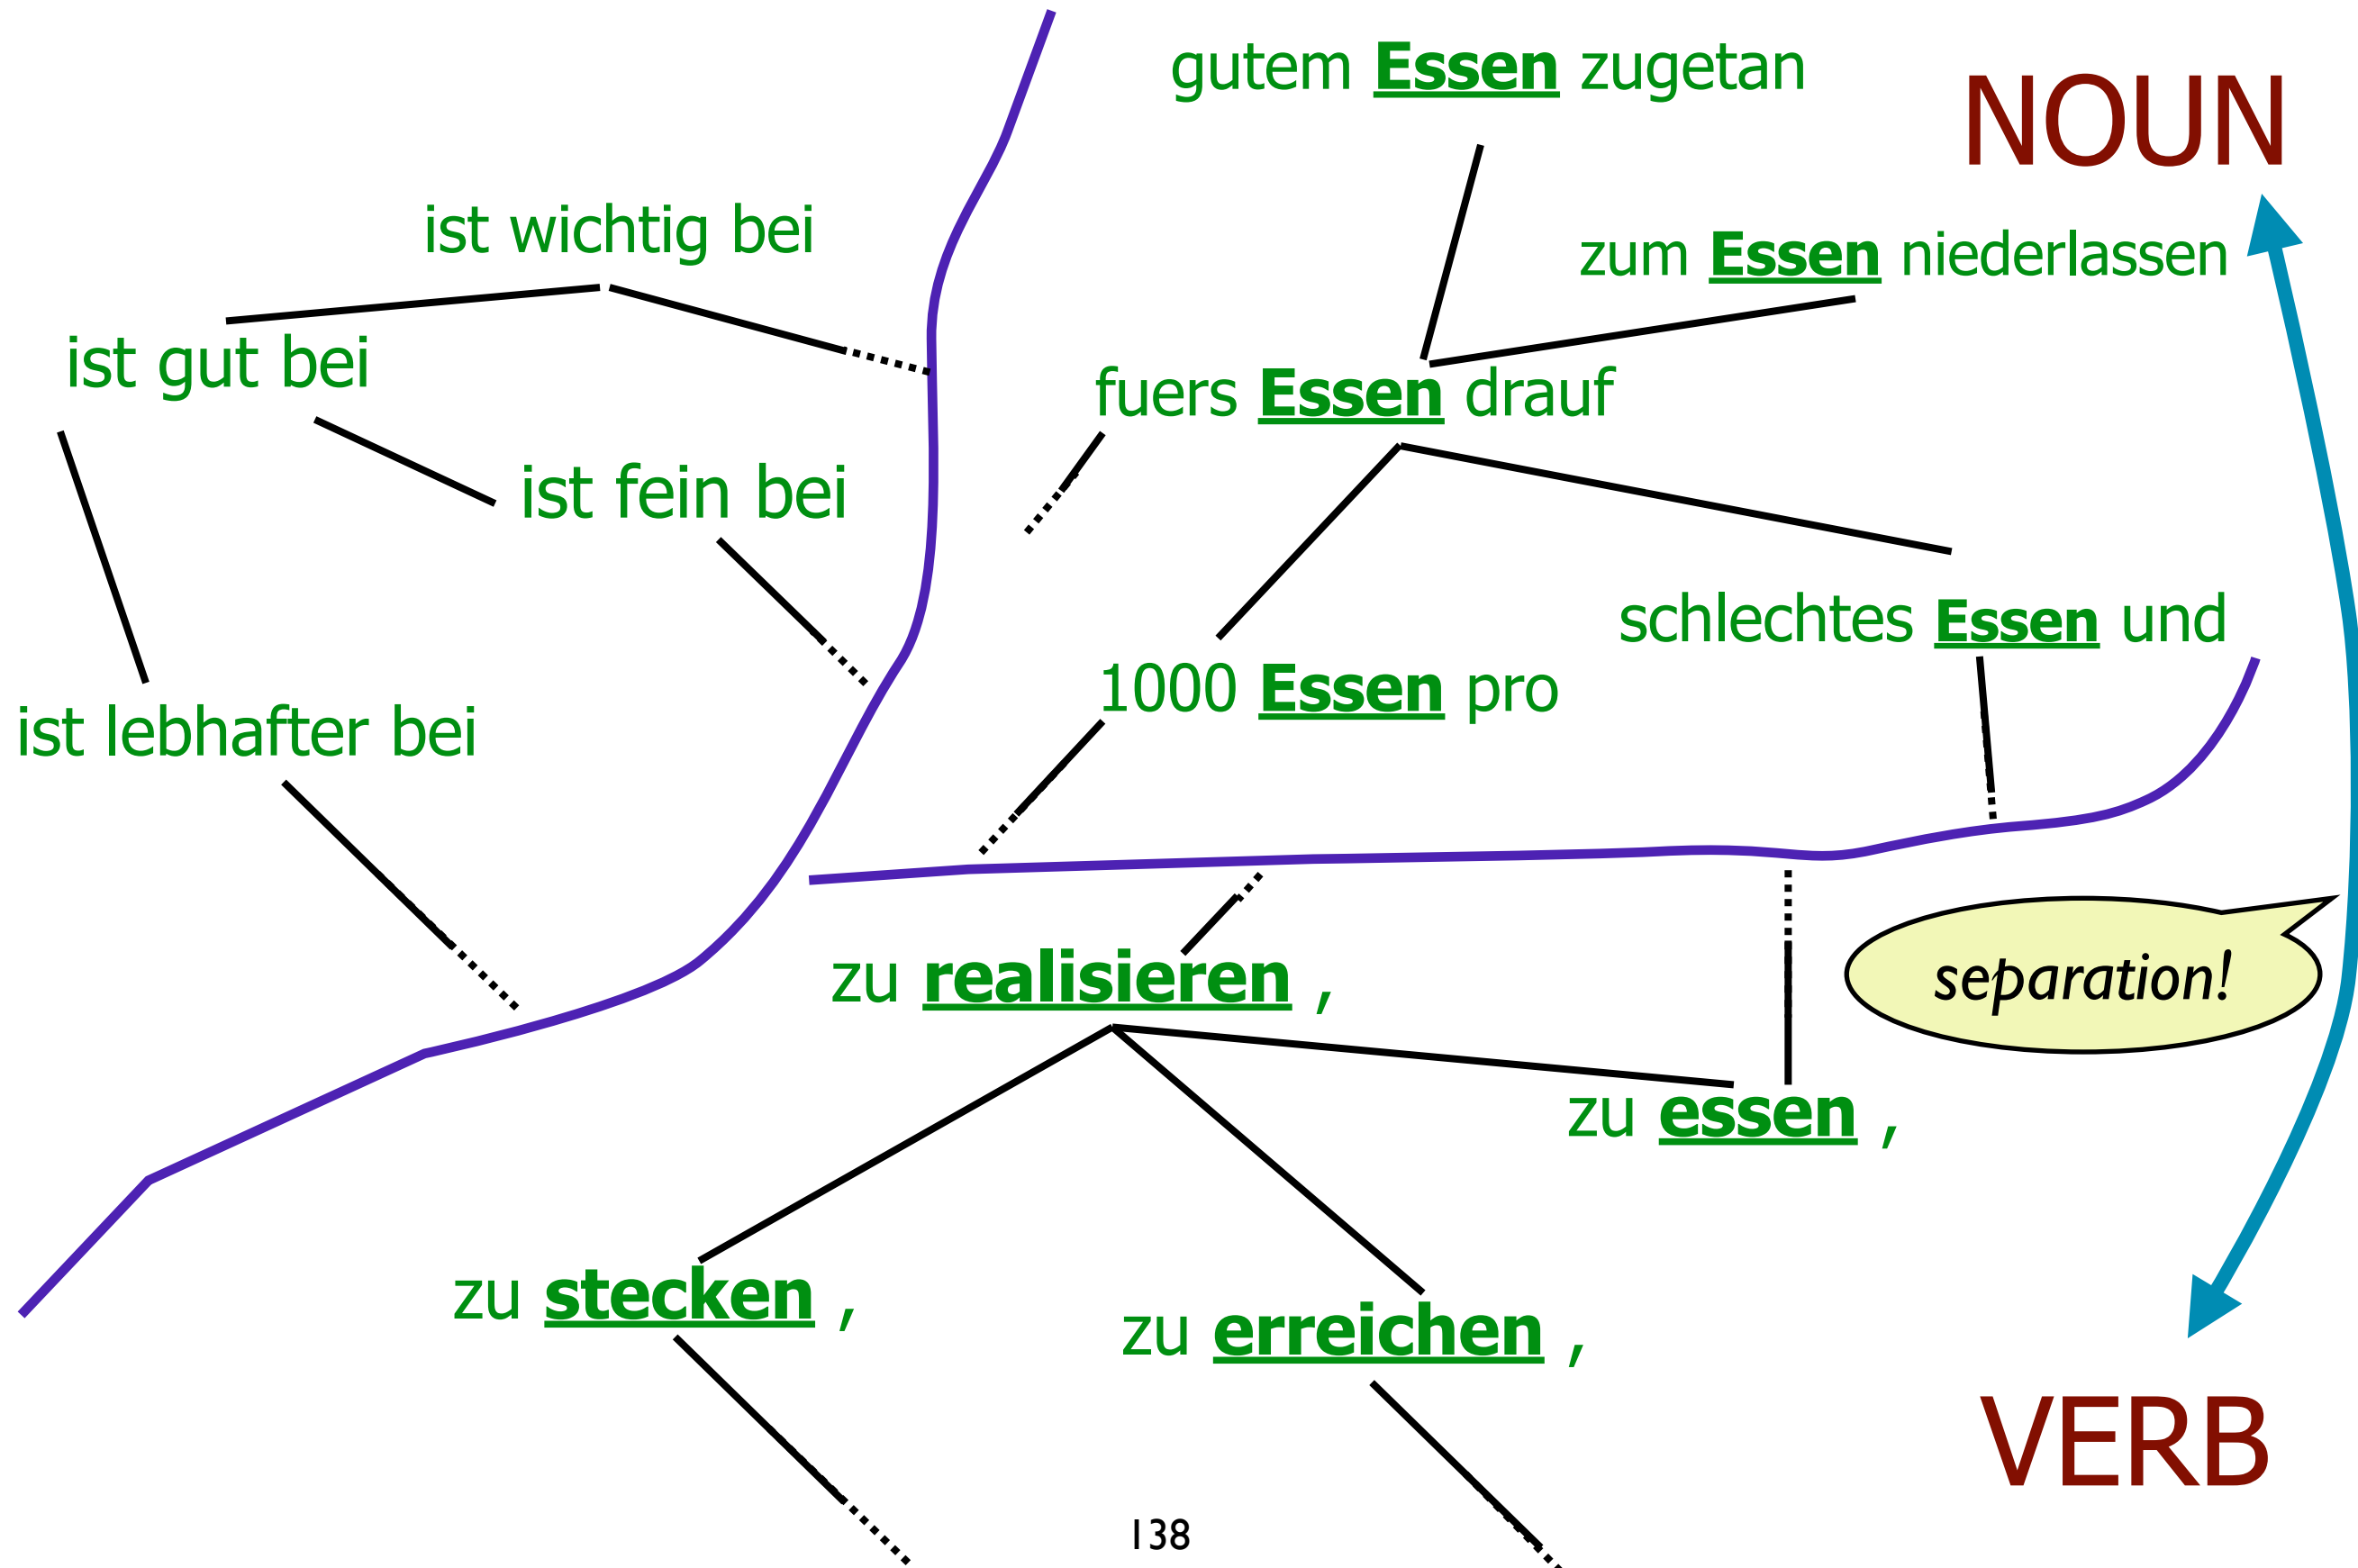 gutem Essen zugetan
NOUN
ist wichtig bei
zum Essen niederlassen
ist gut bei
fuers Essen drauf
ist fein bei
schlechtes Essen und
1000 Essen pro
ist lebhafter bei
zu realisieren ,
separation!
zu essen ,
zu stecken ,
zu erreichen ,
VERB
138